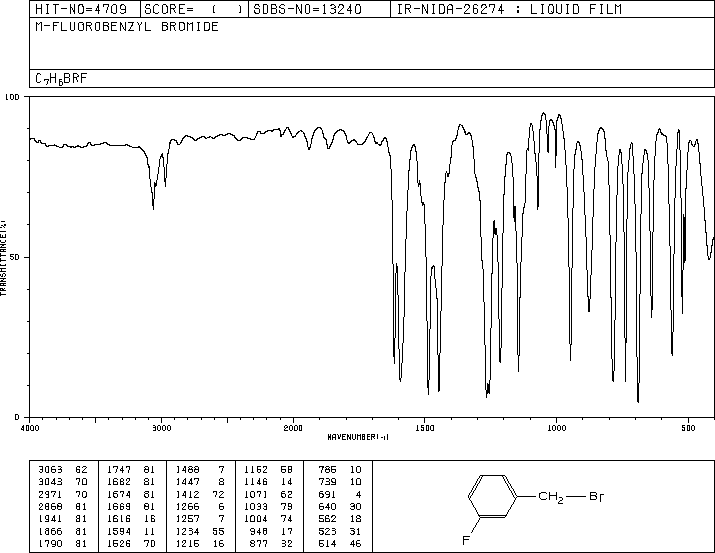 HIT-NO=4709 SCORE= ( ) SDBS-NO=13240 IR-NIDA-26274 : LIQUID FILM
M-FLUOROBENZYL BROMIDE
C7H6BRF
100
50
0
TRANSMITTANCE(%)
4000 3000 2000 1500 1000 500
WAVENUMBER(-1)
3063 62 1747 81 1488 7 1152 58 785 10
3043 70 1682 81 1447 8 1146 14 739 10
2971 70 1674 81 1412 72 1071 62 691 4
2868 81 1669 81 1266 6 1033 79 640 30
1941 81 1616 16 1257 7 1004 74 562 18
1866 81 1594 11 1234 55 948 17 523 31
1790 81 1526 70 1215 16 877 32 514 46
CH2 Br
F